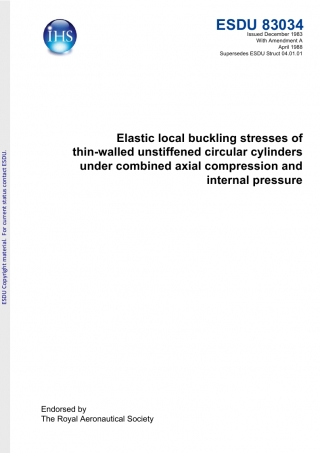 IHS
ESDU 83034
Issued December 1983
With Amendment A
April 1988
Supersedes ESDU Struct 04.01.01
Elastic local buckling stresses of
thin-walled unstiffened circular cylinders
under combined axial compression and
internal pressure
ESDU Copyright material. For current status contact ESDU.
Endorsed by
The Royal Aeronautical Society